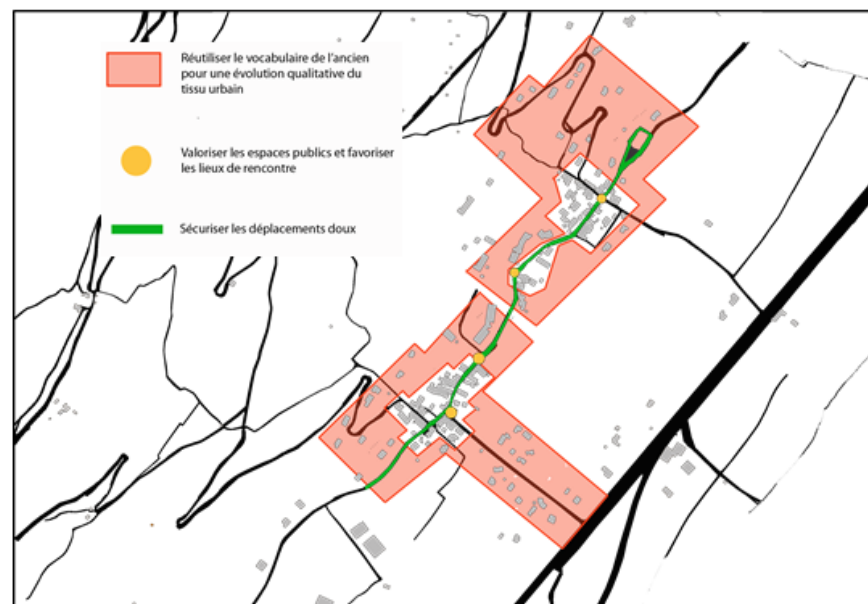 Réutiliser le vocabulaire de l'ancien
pour une évolution qualitative du
tissu urbain
Valoriser les espaces publics et favoriser
les lieux de rencontre
Sécuriser les déplacements doux